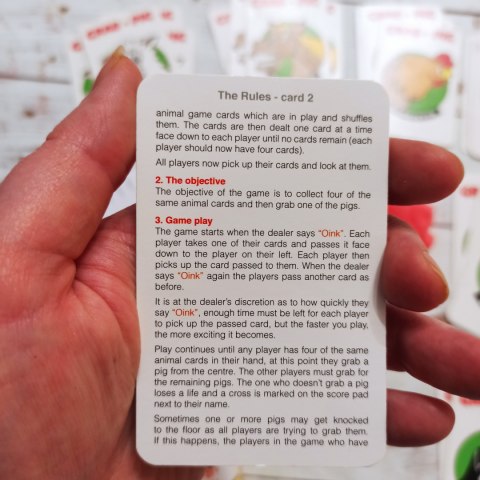 The Rules - card 2
animal game cards which are in play and shuffles
them. The cards are then dealt one card at a time
face down to each player until no cards remain (each
player should now have four cards).
All players now pick up their cards and look at them.
2. The objective
The objective of the game is to collect four of the
same animal cards and then grab one of the pigs.
3. Game play
The game starts when the dealer says "Oink". Each
player takes one of their cards and passes it face
down to the player on their left. Each player then
picks up the card passed to them. When the dealer
says "Oink" again the players pass another card as
before.
It is at the dealer's discretion as to how quickly they
say "Oink", enough time must be left for each player
to pick up the passed card, but the faster you play,
the more exciting it becomes.
Play continues until any player has four of the same
animal cards in their hand, at this point they grab a
pig from the centre. The other players must grab for
the remaining pigs. The one who doesn't grab a pig
loses a life and a cross is marked on the score pad
next to their name.
Sometimes one or more pigs may get knocked
to the floor as all players are trying to grab them.
If this happens, the players in the game who have